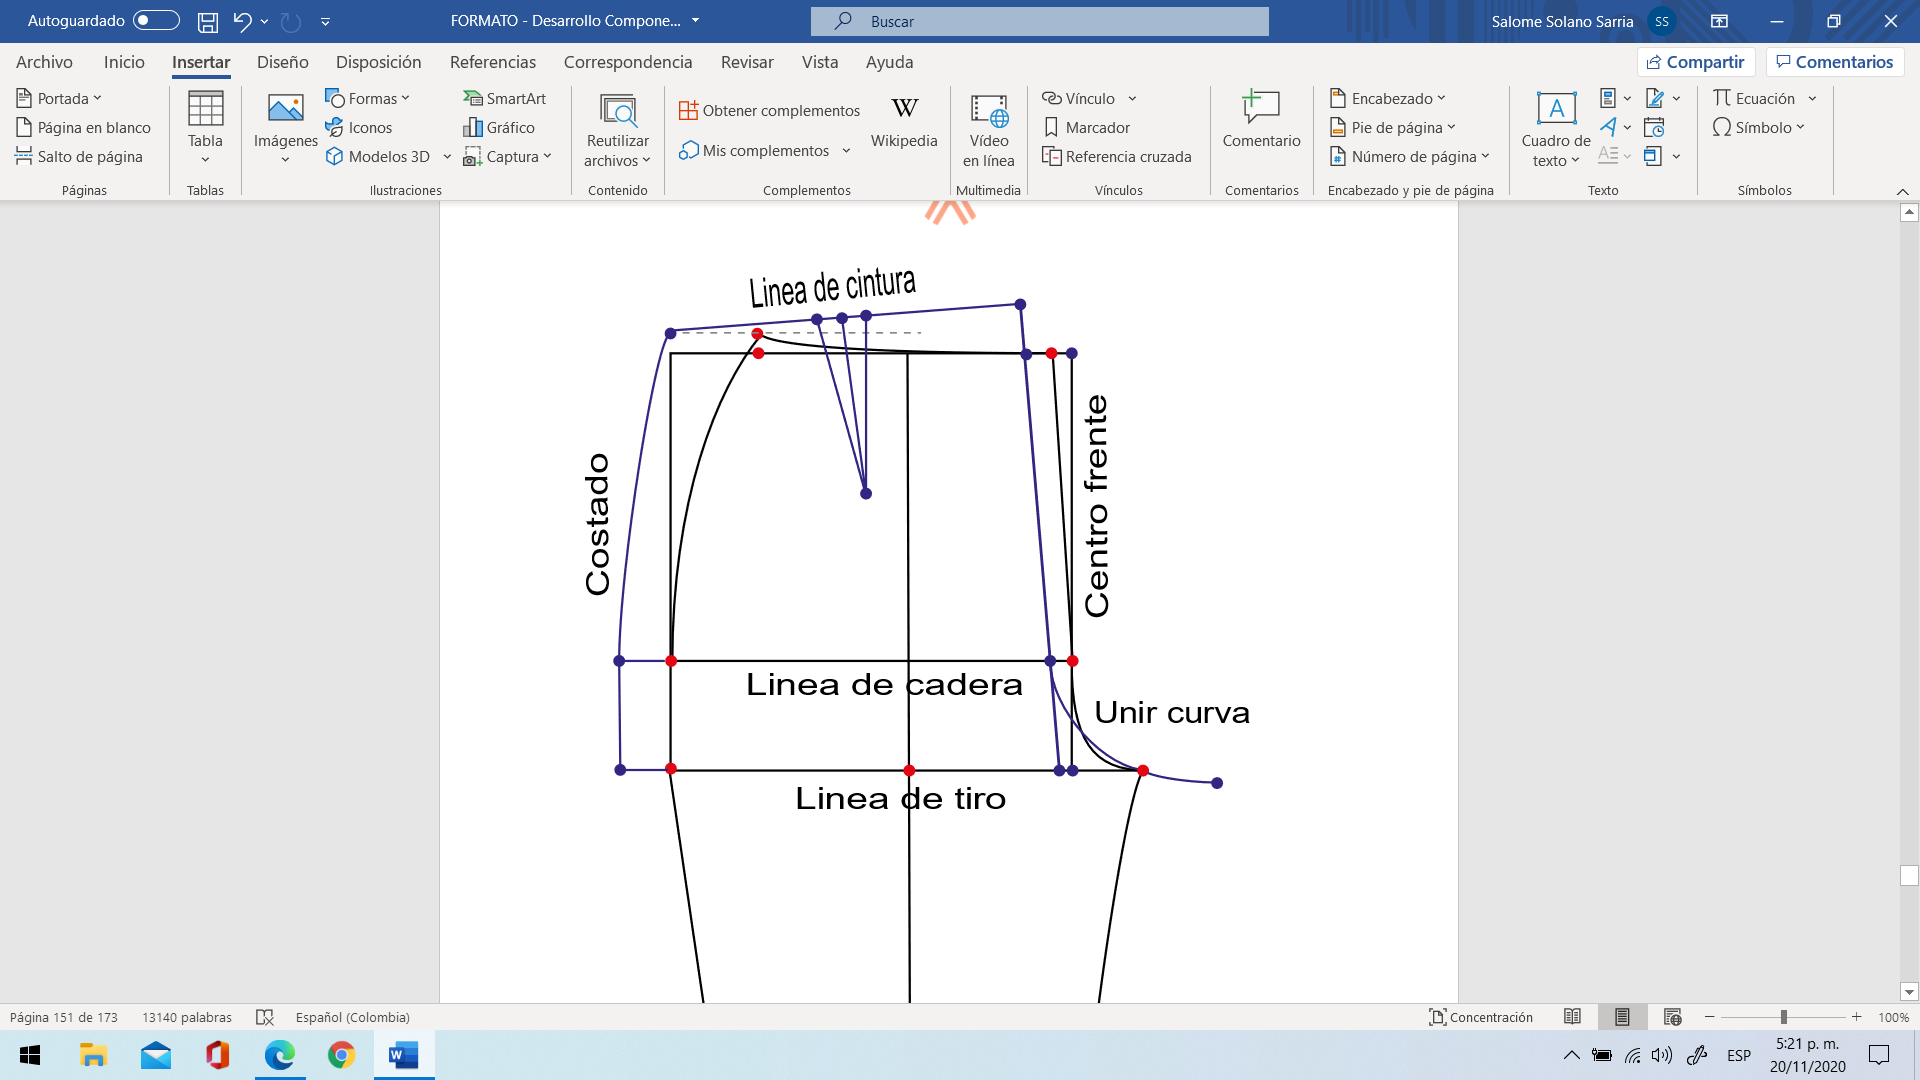 Autoguardado
FORMATO - Desarrollo Compone...
Buscar
Salome Solano Sarria
SS
Archivo
Inicio
Insertar
Diseño
Disposición
Referencias
Correspondencia
Revisar
Vista
Ayuda
Compartir
Comentarios
Portada
Página en blanco
Salto de página
Páginas
Tabla
Tablas
Imágenes
Formas
Iconos
Modelos 3D
SmartArt
Gráfico
Captura
Ilustraciones
Reutilizar
archivos
Contenido
Obtener complementos
Mis complementos
W
Wikipedia
Complementos
Vídeo
en línea
Multimedia
Vínculo
Marcador
Referencia cruzada
Vínculos
Comentario
Comentarios
Encabezado
Pie de página
Número de página
Encabezado y pie de página
Cuadro de
texto
Texto
Ecuación
Símbolo
Símbolos
Linea de cintura
Costado
Centro frente
Linea de cadera
Unir curva
Linea de tiro
Página 151 de 173
13140 palabras
Español (Colombia)
Concentración
100%
ESP
5:21 p. m.
20/11/2020